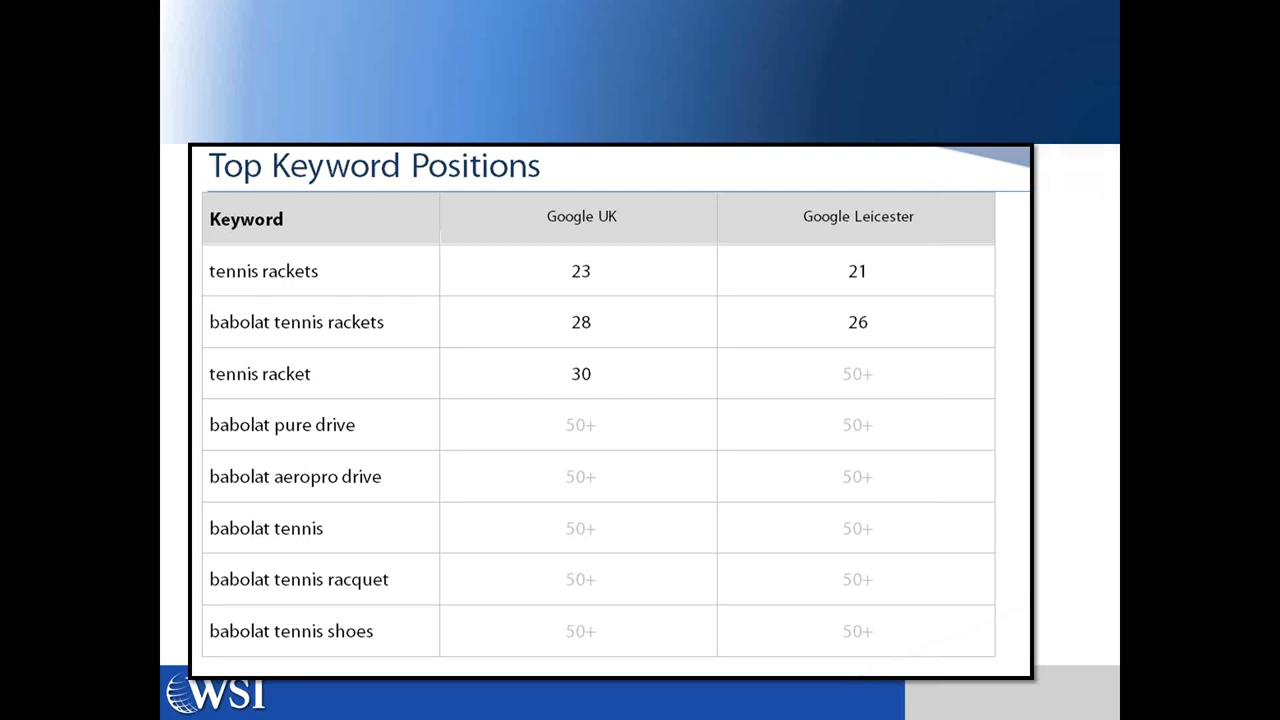 Top Keyword Positions
Keyword Google UK Google Leicester
tennis rackets 23 21
babolat tennis rackets 28 26
tennis racket 30 50+
babolat pure drive 50+ 50+
babolat aeropro drive 50+ 50+
babolat tennis 50+ 50+
babolat tennis racquet 50+ 50+
babolat tennis shoes 50+ 50+
WSI